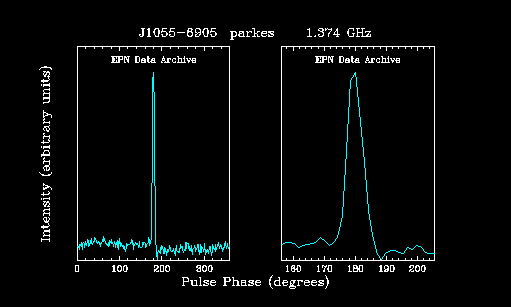 J1055-6905 parkes 1.374 GHz
EPN Data Archive EPN Data Archive
Intensity (arbitrary units)
0 100 200 300 160 170 180 190 200
Pulse Phase (degrees)